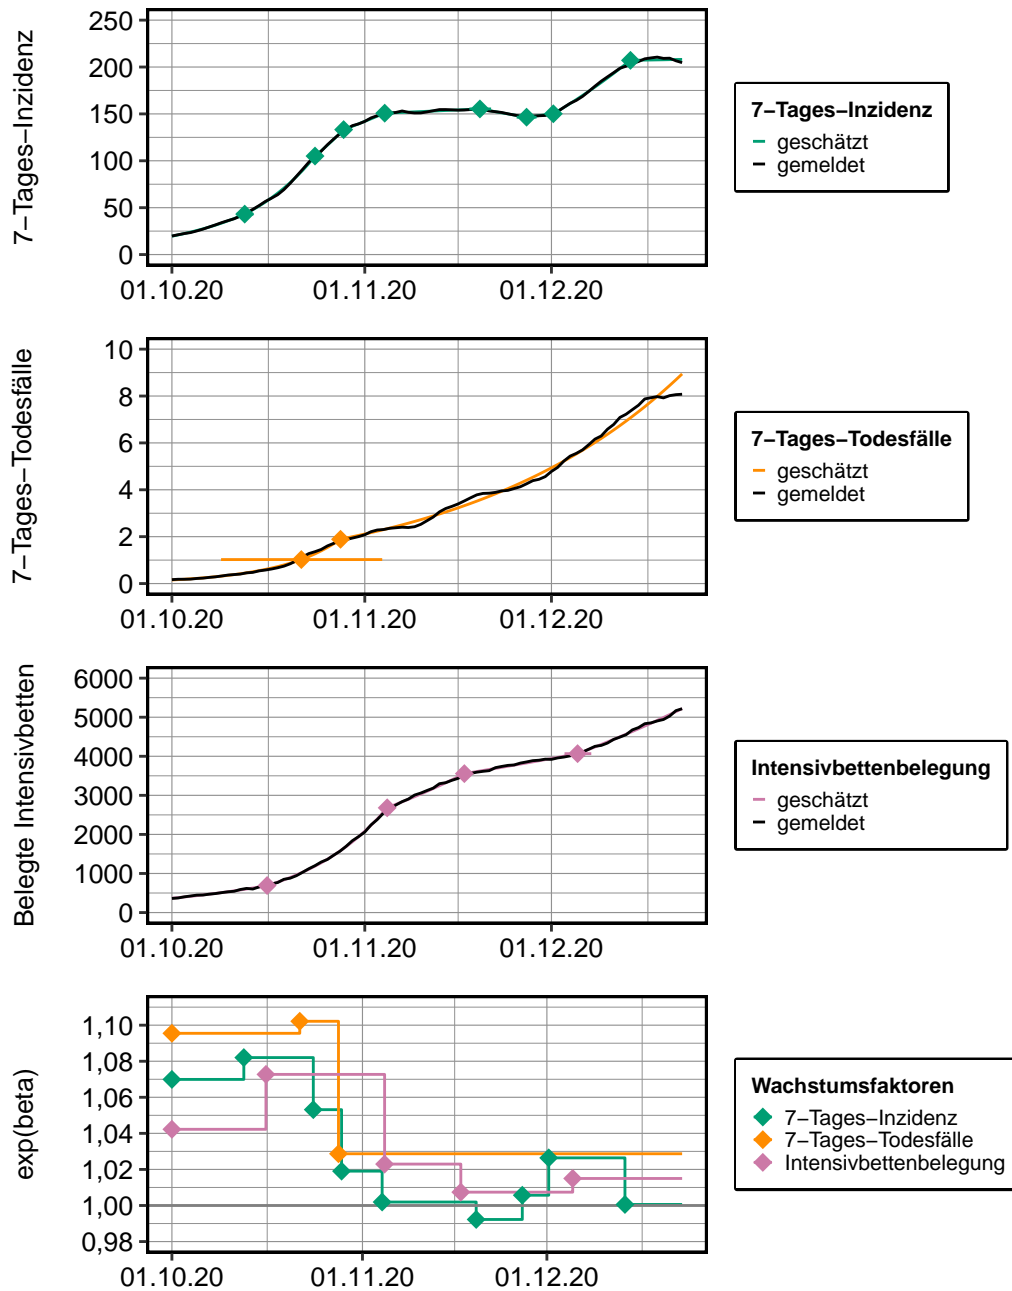 7−Tages−Inzidenz
250
200
150
100
50
0
01.10.20 01.11.20 01.12.20
7−Tages−Inzidenz
geschätzt
gemeldet
7−Tages−Todesfälle
10
8
6
4
2
0
01.10.20 01.11.20 01.12.20
7−Tages−Todesfälle
geschätzt
gemeldet
Belegte Intensivbetten
6000
5000
4000
3000
2000
1000
0
01.10.20 01.11.20 01.12.20
Intensivbettenbelegung
geschätzt
gemeldet
exp(beta)
1,10
1,08
1,06
1,04
1,02
1,00
0,98
01.10.20 01.11.20 01.12.20
Wachstumsfaktoren
7−Tages−Inzidenz
7−Tages−Todesfälle
Intensivbettenbelegung